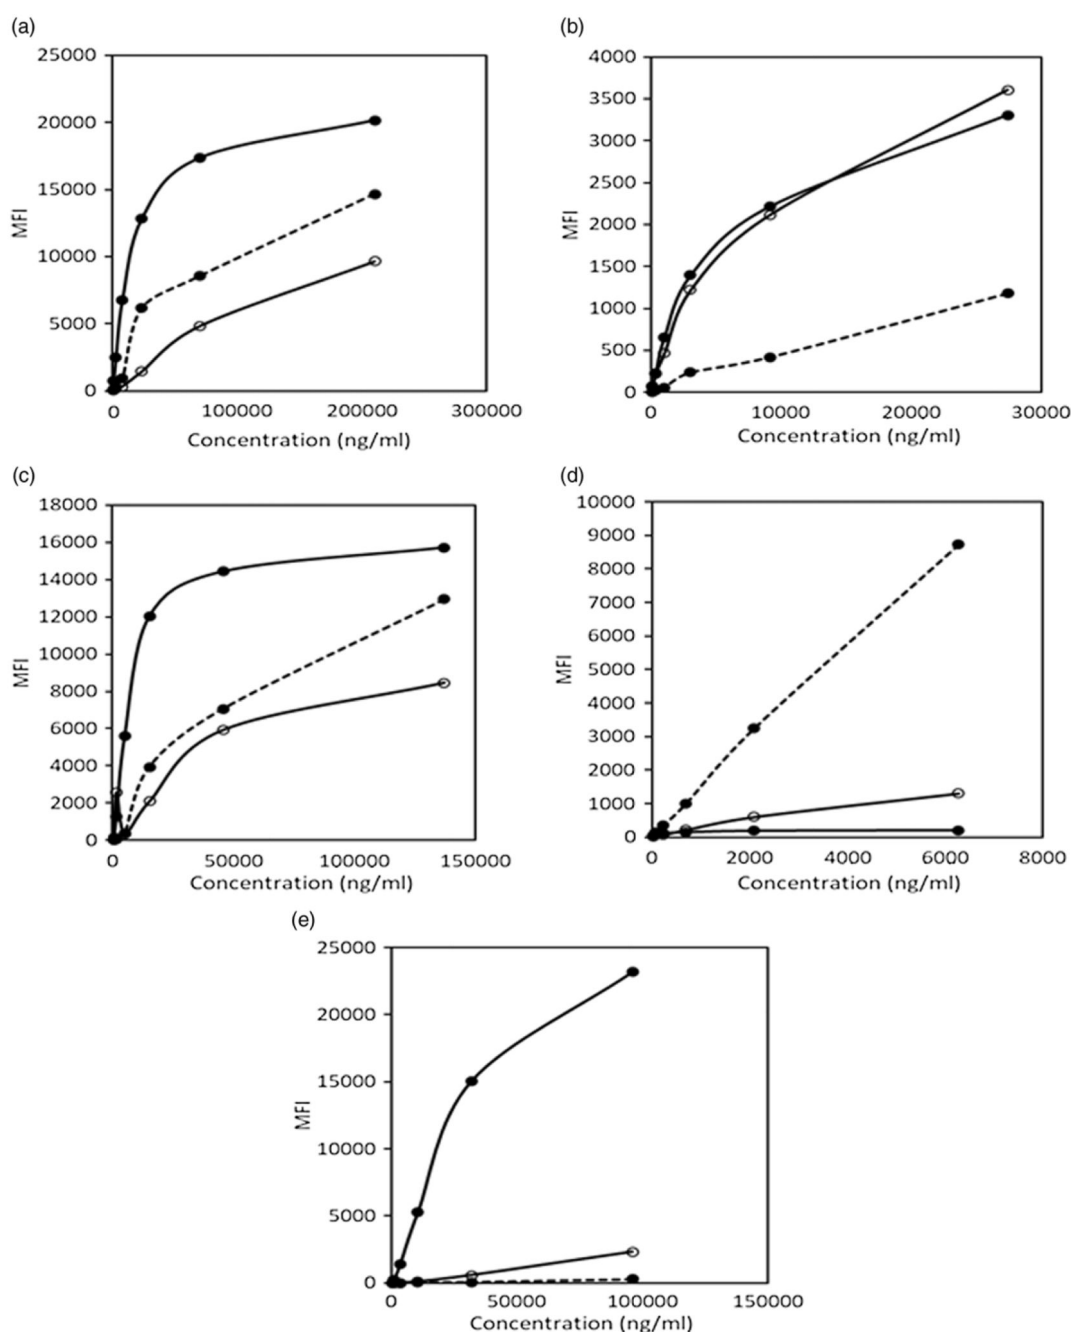 (a)
25000
20000
15000
10000
5000
0
MFI
0 100000 200000 300000
Concentration (ng/ml)
(b)
4000
3500
3000
2500
2000
1500
1000
500
0
MFI
0 10000 20000 30000
Concentration (ng/ml)
(c)
18000
16000
14000
12000
10000
8000
6000
4000
2000
0
MFI
0 50000 100000 150000
Concentration (ng/ml)
(d)
10000
9000
8000
7000
6000
5000
4000
3000
2000
1000
0
MFI
0 2000 4000 6000 8000
Concentration (ng/ml)
(e)
25000
20000
15000
10000
5000
0
MFI
0 50000 100000 150000
Concentration (ng/ml)